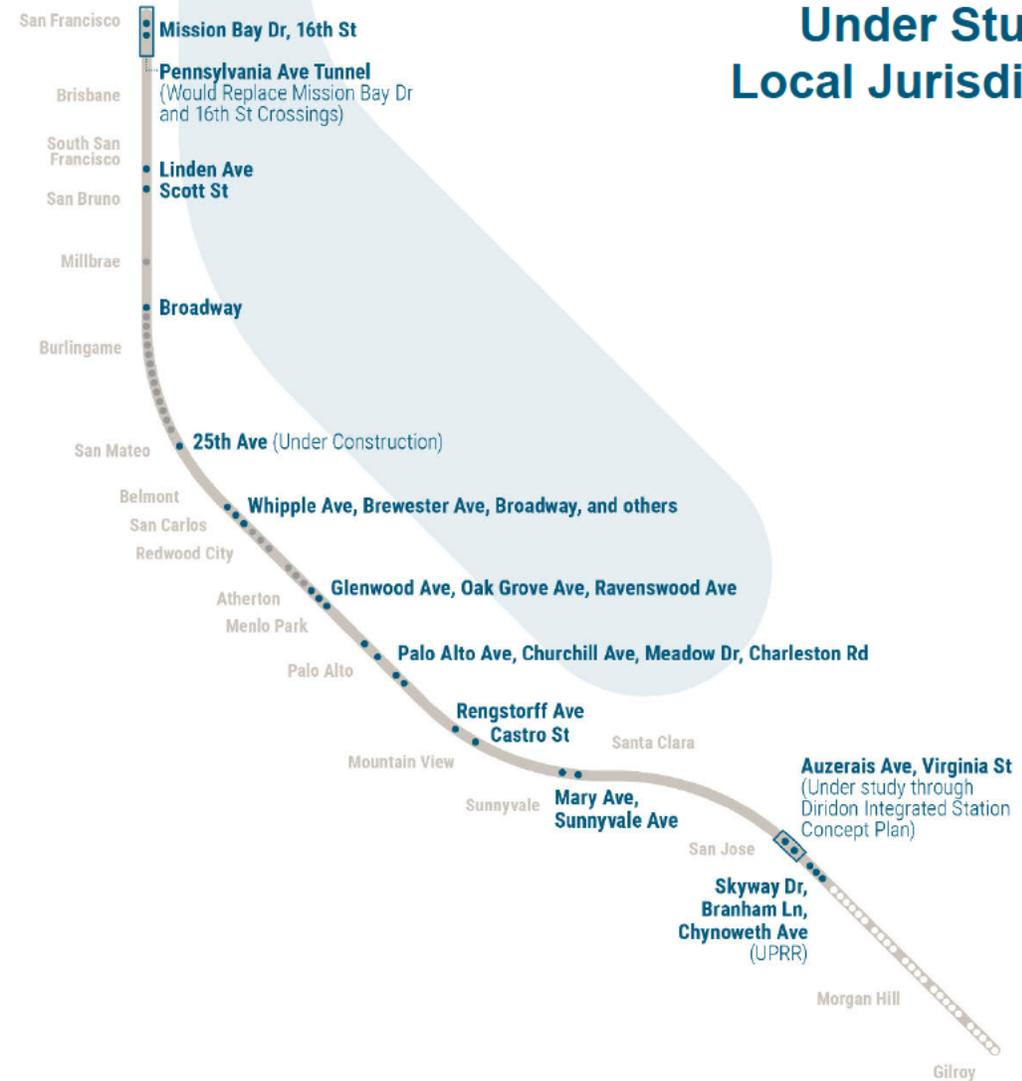 Under Stu
Local Jurisdi
San Francisco
Mission Bay Dr, 16th St
Pennsylvania Ave Tunnel
(Would Replace Mission Bay Dr
and 16th St Crossings)
Brisbane
South San
Francisco
Linden Ave
Scott St
San Bruno
Millbrae
Broadway
Burlingame
25th Ave (Under Construction)
San Mateo
Belmont
Whipple Ave, Brewester Ave, Broadway, and others
San Carlos
Redwood City
Glenwood Ave, Oak Grove Ave, Ravenswood Ave
Atherton
Menlo Park
Palo Alto Ave, Churchill Ave, Meadow Dr, Charleston Rd
Palo Alto
Rengstorff Ave
Castro St
Santa Clara
Mountain View
Auzerais Ave, Virginia St
(Under study through
Diridon Integrated Station
Concept Plan)
Sunnyvale
Mary Ave,
Sunnyvale Ave
San Jose
Skyway Dr,
Branham Ln,
Chynoweth Ave
(UPRR)
Morgan Hill
Gilroy